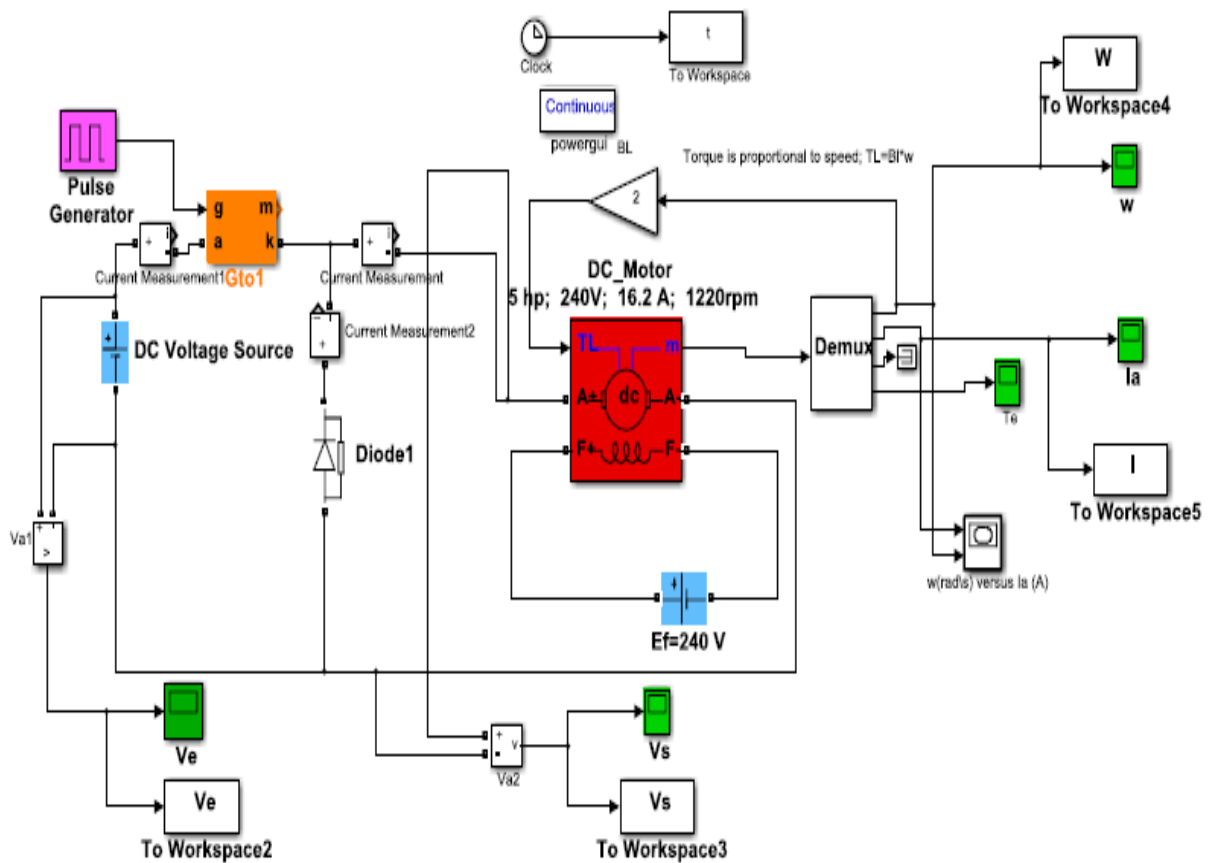 t
Clock
To Workspace
W
To Workspace4
Continuous
powergui
BL
Torque is proportional to speed; TL=Bl*w
w
Pulse
Generator
g
m
a
k
Gto1
+
i
-
Current Measurement1
+
i
-
Current Measurement
2
DC_Motor
5 hp; 240V; 16.2 A; 1220rpm
TL
m
A+
dc
A-
F+
F-
Demux
Ia
Te
+
DC Voltage Source
i
+
Current Measurement2
Diode1
I
To Workspace5
Va1
+
w(rad\s) versus Ia (A)
+
Ef=240 V
Ve
Ve
To Workspace2
+
-
v
Va2
Vs
Vs
To Workspace3